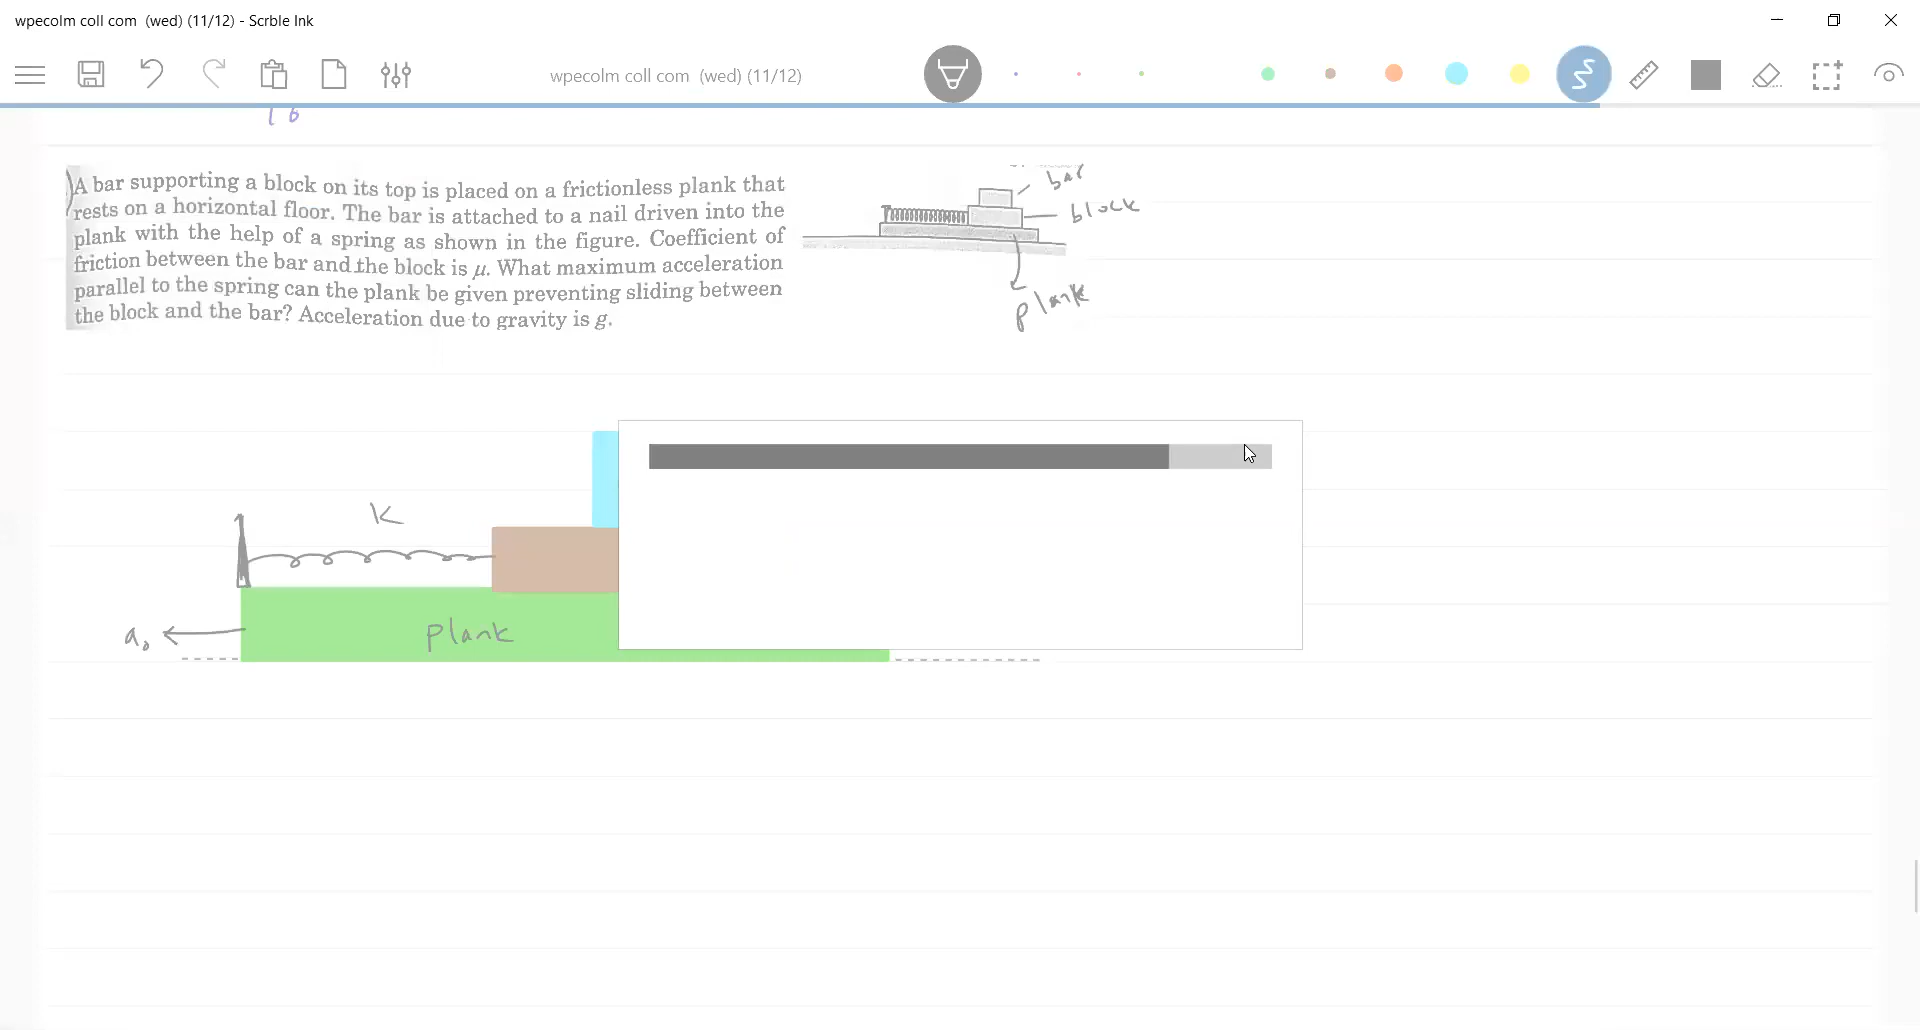 wpecolm coll com (wed) (11/12) - Scrble Ink
wpecolm coll com (wed) (11/12)
A bar supporting a block on its top is placed on a frictionless plank that
rests on a horizontal floor. The bar is attached to a nail driven into the
plank with the help of a spring as shown in the figure. Coefficient of
friction between the bar and the block is μ. What maximum acceleration
parallel to the spring can the plank be given preventing sliding between
the block and the bar? Acceleration due to gravity is g.
bar
block
plank
K
a₀
plank